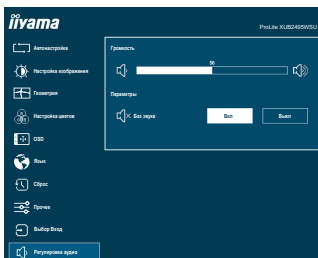 iiyama
ProLite XUB2495WSU
Автонастройка
Настройка изображения
Геометрия
Настройка цветов
OSD
Язык
Сброс
Прочее
Выбор Входа
Регулировка аудио
Громкость
50
Параметры
Без звука
Вкл
Выкл